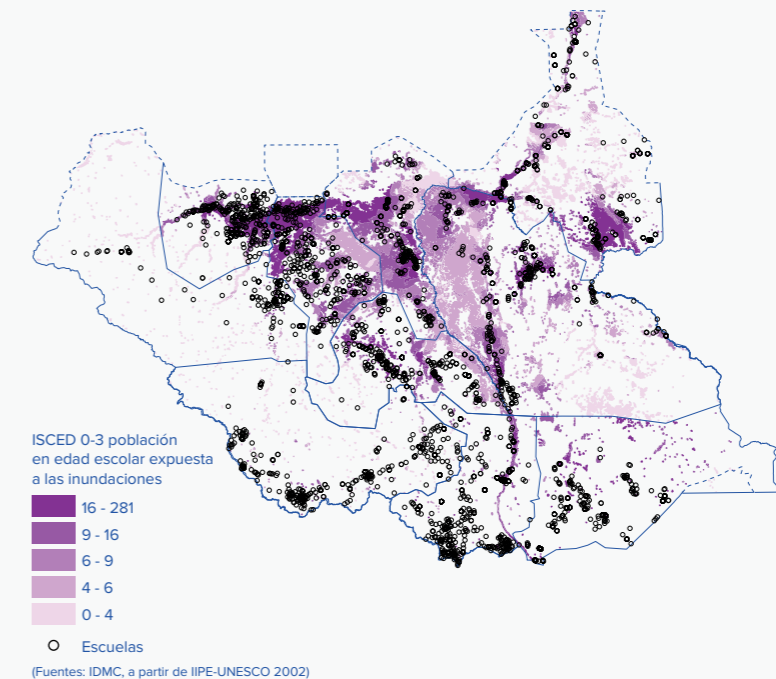 ISCED 0-3 población
en edad escolar expuesta
a las inundaciones
16 - 281
9 - 16
6 - 9
4 - 6
0 - 4
Escuelas
(Fuentes: IDMC, a partir de IIPE-UNESCO 2002)